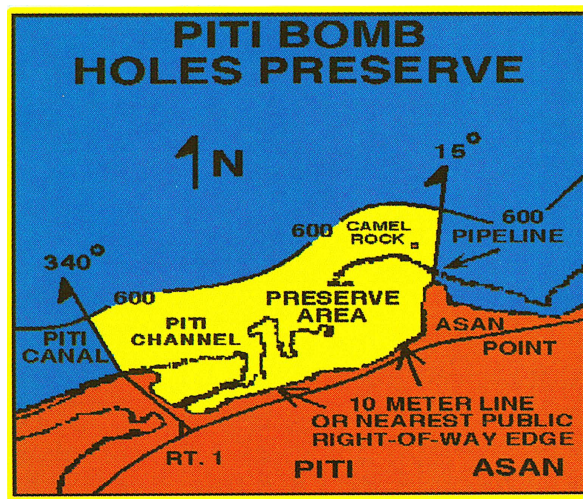 PITI BOMB
HOLES PRESERVE
N
15°
600
PIPELINE
600
CAMEL
ROCK
340°
600
PITI
CANAL
PITI
CHANNEL
PRESERVE
AREA
ASAN
POINT
10 METER LINE
OR NEAREST PUBLIC
RIGHT-OF-WAY EDGE
RT. 1
PITI
ASAN